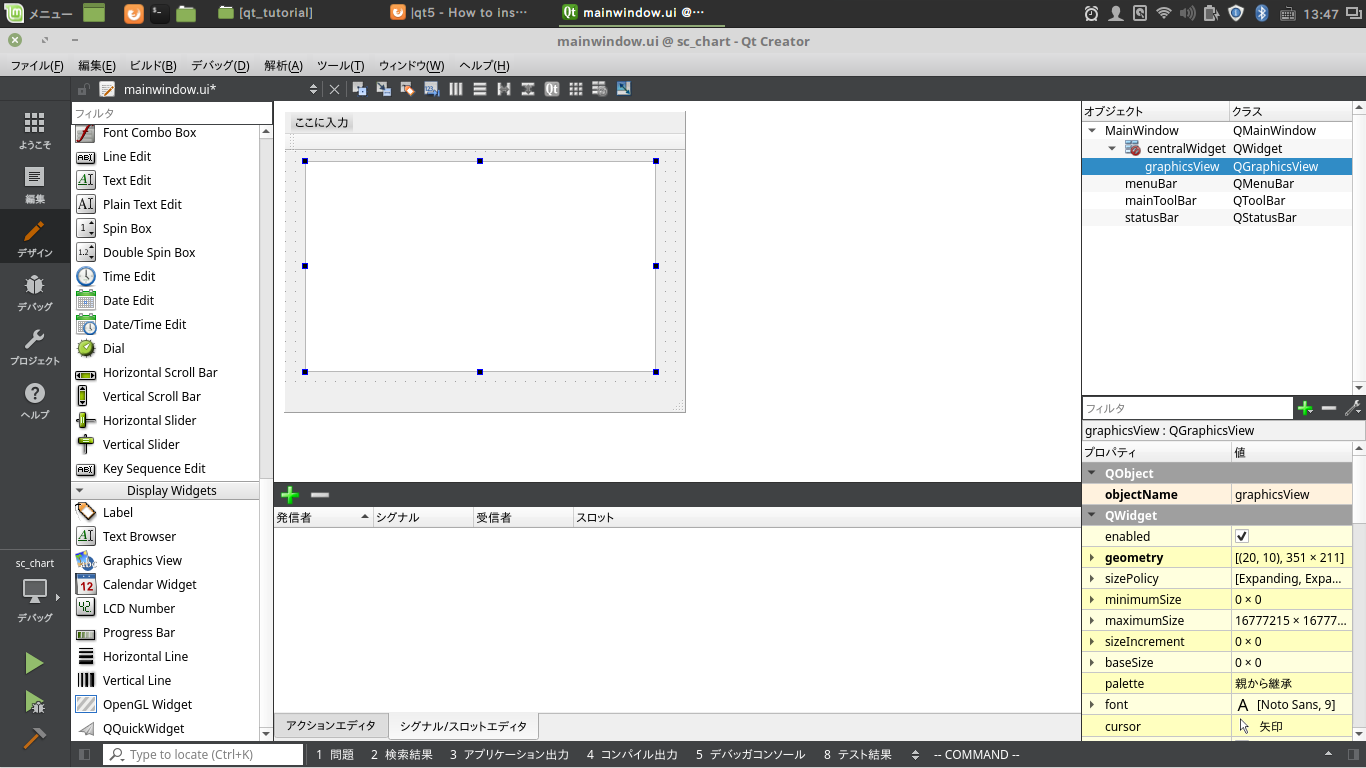 メニュー [qt_tutorial] |qt5 - How to ins⋯ mainwindow.ui @⋯ 13:47
mainwindow.ui @ sc_chart - Qt Creator
ファイル(F) 編集(E) ビルド(B) デバッグ(D) 解析(A) ツール(T) ウィンドウ(W) ヘルプ(H)
mainwindow.ui*
ようこそ
編集
デザイン
デバッグ
プロジェクト
ヘルプ
sc_chart
デバッグ
フィルタ
Font Combo Box
Line Edit
Text Edit
Plain Text Edit
Spin Box
Double Spin Box
Time Edit
Date Edit
Date/Time Edit
Dial
Horizontal Scroll Bar
Vertical Scroll Bar
Horizontal Slider
Vertical Slider
Key Sequence Edit
Display Widgets
Label
Text Browser
Graphics View
Calendar Widget
LCD Number
Progress Bar
Horizontal Line
Vertical Line
OpenGL Widget
QQuickWidget
ここに入力
発信者 シグナル 受信者 スロット
アクションエディタ シグナル/スロットエディタ
オブジェクト クラス
MainWindow QMainWindow
centralWidget QWidget
graphicsView QGraphicsView
menuBar QMenuBar
mainToolBar QToolBar
statusBar QStatusBar
フィルタ
graphicsView : QGraphicsView
プロパティ 値
QObject
objectName graphicsView
QWidget
enabled
geometry [(20, 10), 351 × 211]
sizePolicy [Expanding, Expa...
minimumSize 0 × 0
maximumSize 16777215 × 16777...
sizeIncrement 0 × 0
baseSize 0 × 0
palette 親から継承
font A [Noto Sans, 9]
cursor 矢印
Type to locate (Ctrl+K) 1 問題 2 検索結果 3 アプリケーション出力 4 コンパイル出力 5 デバッガコンソール 8 テスト結果 -- COMMAND --